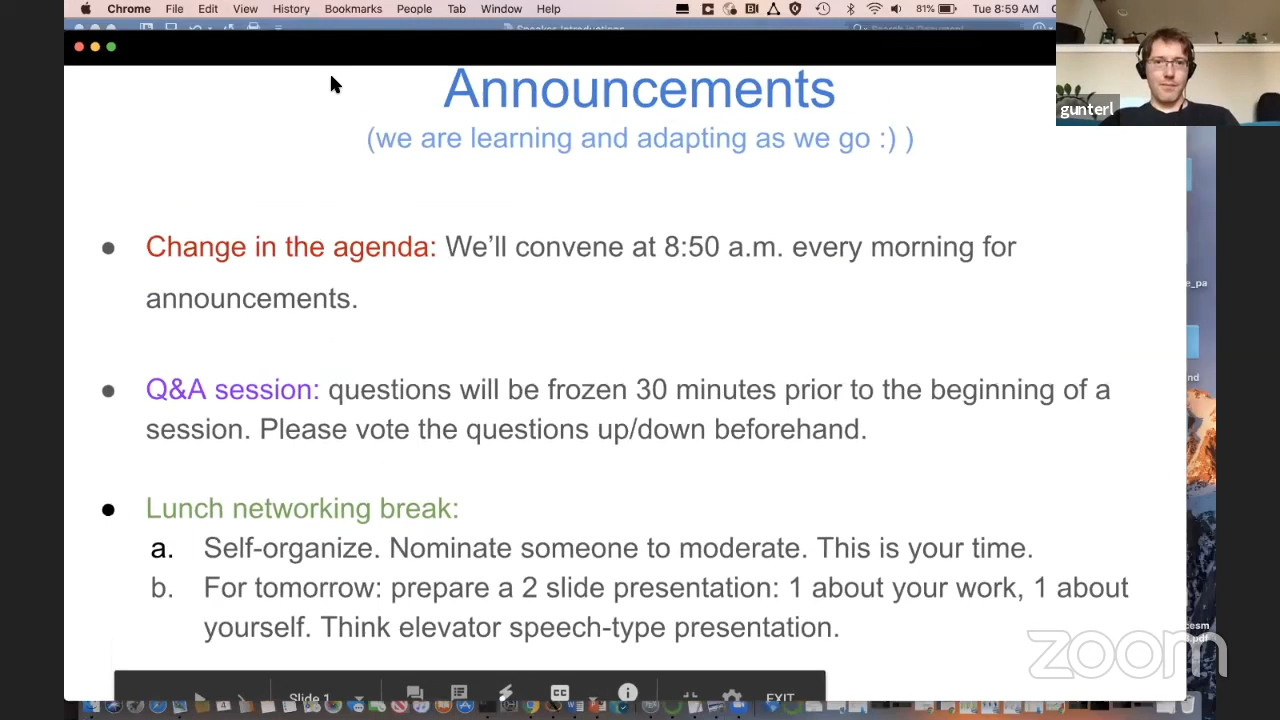 Chrome File Edit View History Bookmarks People Tab Window Help 81% Tue 8:59 AM
Announcements
gunterl
(we are learning and adapting as we go :) )
Change in the agenda: We'll convene at 8:50 a.m. every morning for
announcements.
Q&A session: questions will be frozen 30 minutes prior to the beginning of a
session. Please vote the questions up/down beforehand.
Lunch networking break:
a. Self-organize. Nominate someone to moderate. This is your time.
b. For tomorrow: prepare a 2 slide presentation: 1 about your work, 1 about
yourself. Think elevator speech-type presentation.
zoom
Slide 1 CC EXIT